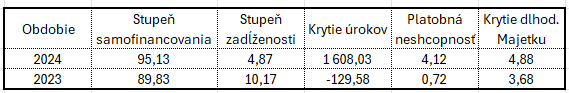 Obdobie Stupeň samofinancovania Stupeň zadĺženosti Krytie úrokov Platobná neshcopnosť Krytie dlhod. Majetku
2024 95,13 4,87 1 608,03 4,12 4,88
2023 89,83 10,17 -129,58 0,72 3,68